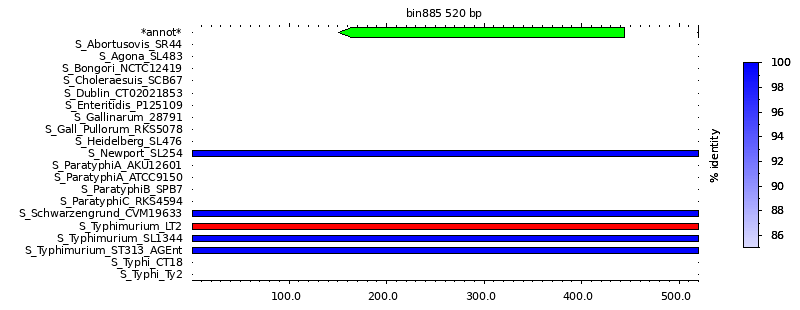 bin885 520 bp
*annot*
S_Abortusovis_SR44
S_Agona_SL483
S_Bongori_NCTC12419
S_Choleraesuis_SCB67
S_Dublin_CT02021853
S_Enteritidis_P125109
S_Gallinarum_28791
S_Gall_Pullorum_RKS5078
S_Heidelberg_SL476
S_Newport_SL254
S_ParatyphiA_AKU12601
S_ParatyphiA_ATCC9150
S_ParatyphiB_SPB7
S_ParatyphiC_RKS4594
S_Schwarzengrund_CVM19633
S_Typhimurium_LT2
S_Typhimurium_SL1344
S_Typhimurium_ST313_AGEnt
S_Typhi_CT18
S_Typhi_Ty2
100.0 200.0 300.0 400.0 500.0
% identity
100
98
96
94
92
90
88
86